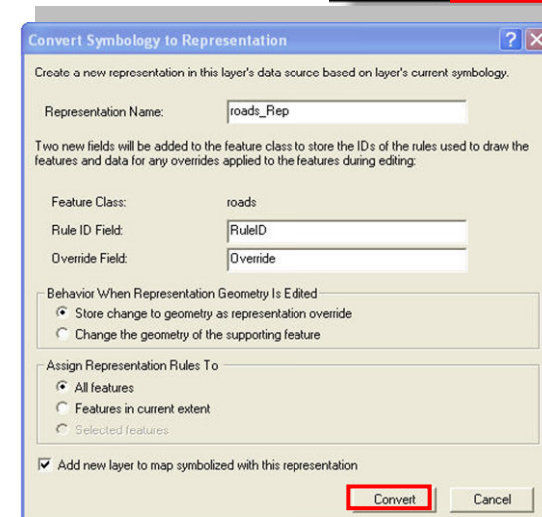 Convert Symbology to Representation
Create a new representation in this layer's data source based on layer's current symbology.
Representation Name: roads_Rep
Two new fields will be added to the feature class to store the IDs of the rules used to draw the
features and data for any overrides applied to the features during editing:
Feature Class: roads
Rule ID Field: RuleID
Override Field: Override
Behavior When Representation Geometry Is Edited
Store change to geometry as representation override
Change the geometry of the supporting feature
Assign Representation Rules To
All features
Features in current extent
Selected features
Add new layer to map symbolized with this representation
Convert Cancel